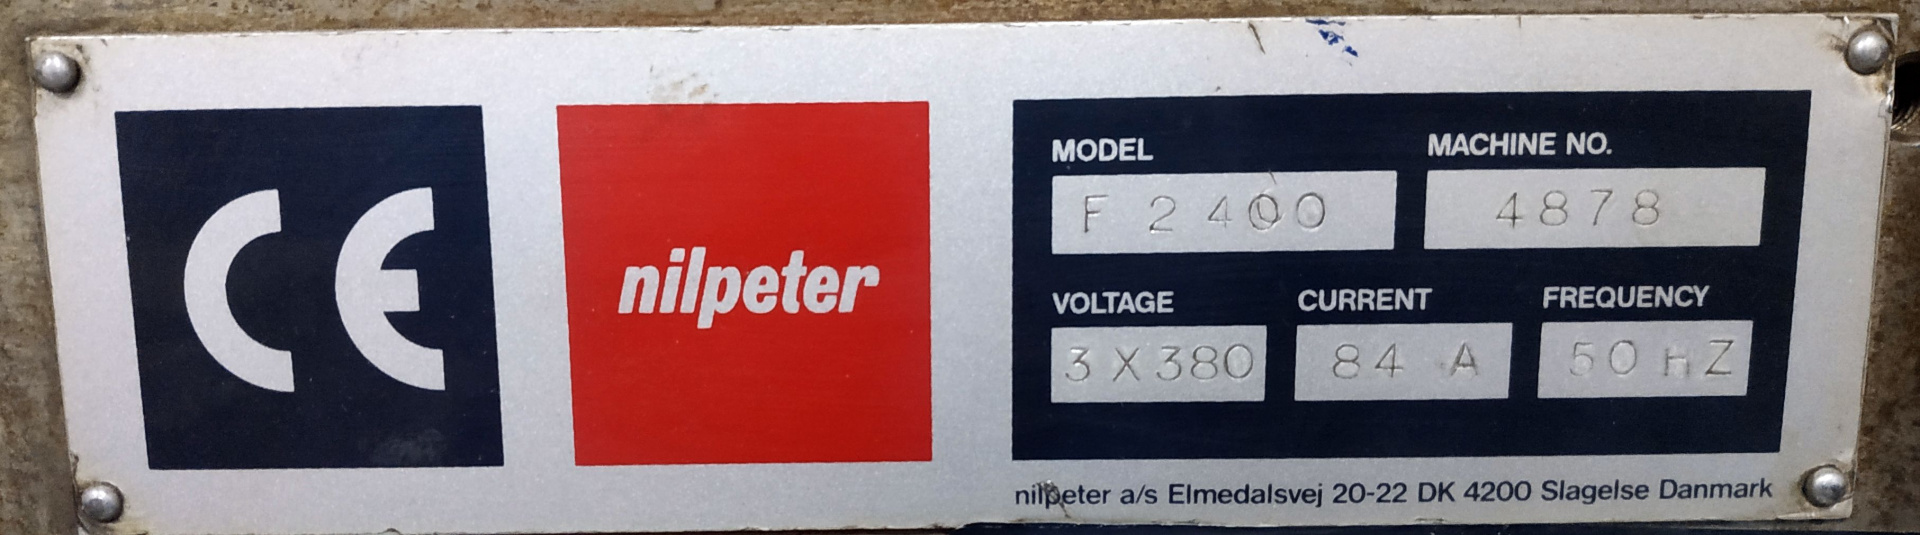 CE
nilpeter
MODEL MACHINE NO.
F 2400 4878
VOLTAGE CURRENT FREQUENCY
3 X 380 84 A 50 HZ
nilpeter a/s Elmedalsvej 20-22 DK 4200 Slagelse Danmark